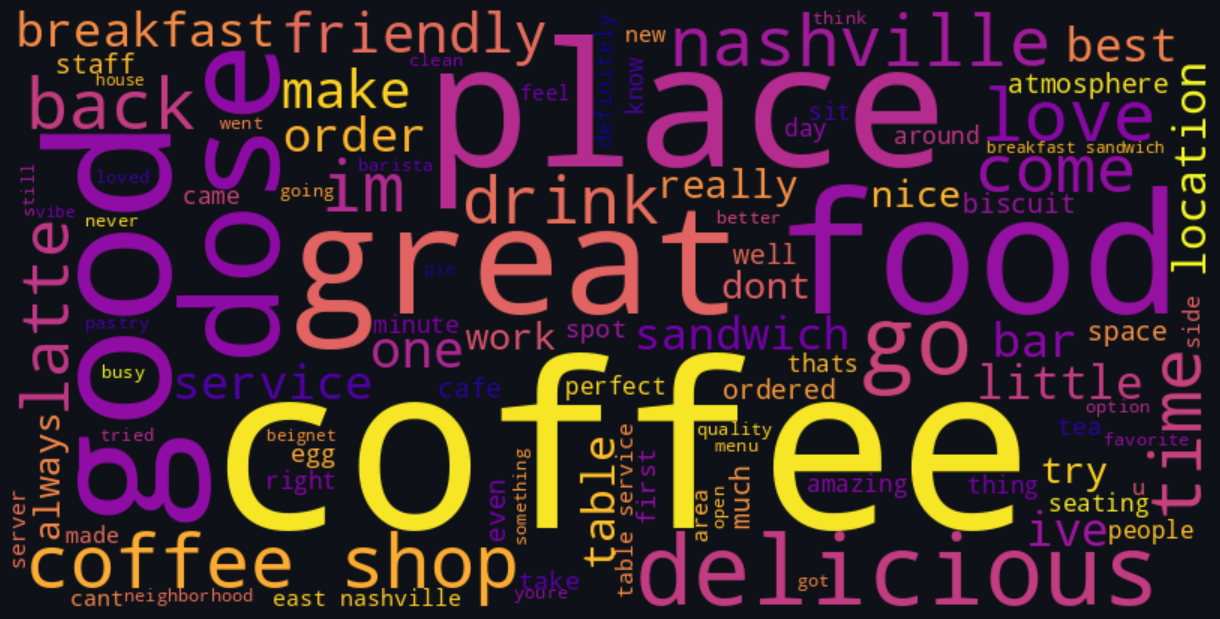 breakfast
friendly
clean
definitely
new
think
nashville
best
staff
house
back
dose
make
place
feel
know
sit
day
around
love
atmosphere
location
went
order
barista
breakfast sandwich
come
good
loved
still
vibe
never
came
going
im
drink
really
better
nice
biscuit
food
latte
great
pie
well
dont
pastry
minute
one
work
spot
sandwich
go
bar
space
side
busy
service
cafe
perfect
thats
ordered
little
option
time
coffee
tried
beignet
egg
right
always
server
made
even
something
table
table service
first
quality
menu
much
open
area
amazing
thing
try
tea
favorite
u
seating
ive
people
coffee shop
take
youre
delicious
got
cant
neighborhood
east nashville